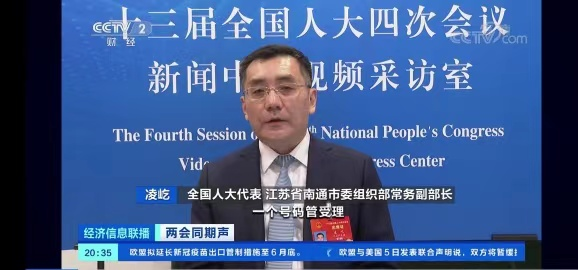 CCTV 2
财经
CCTV.com
十三届全国人大四次会议
新闻中 视频采访室
The Fourth Session o th National People's Congress
Vide ress Center
凌屹 全国人大代表 江苏省南通市委组织部常务副部长
一个号码管受理
经济信息联播 两会同期声
20:35 欧盟拟延长新冠疫苗出口管制措施至6月底。 欧盟与美国5日发表联合声明说，双方将暂缓